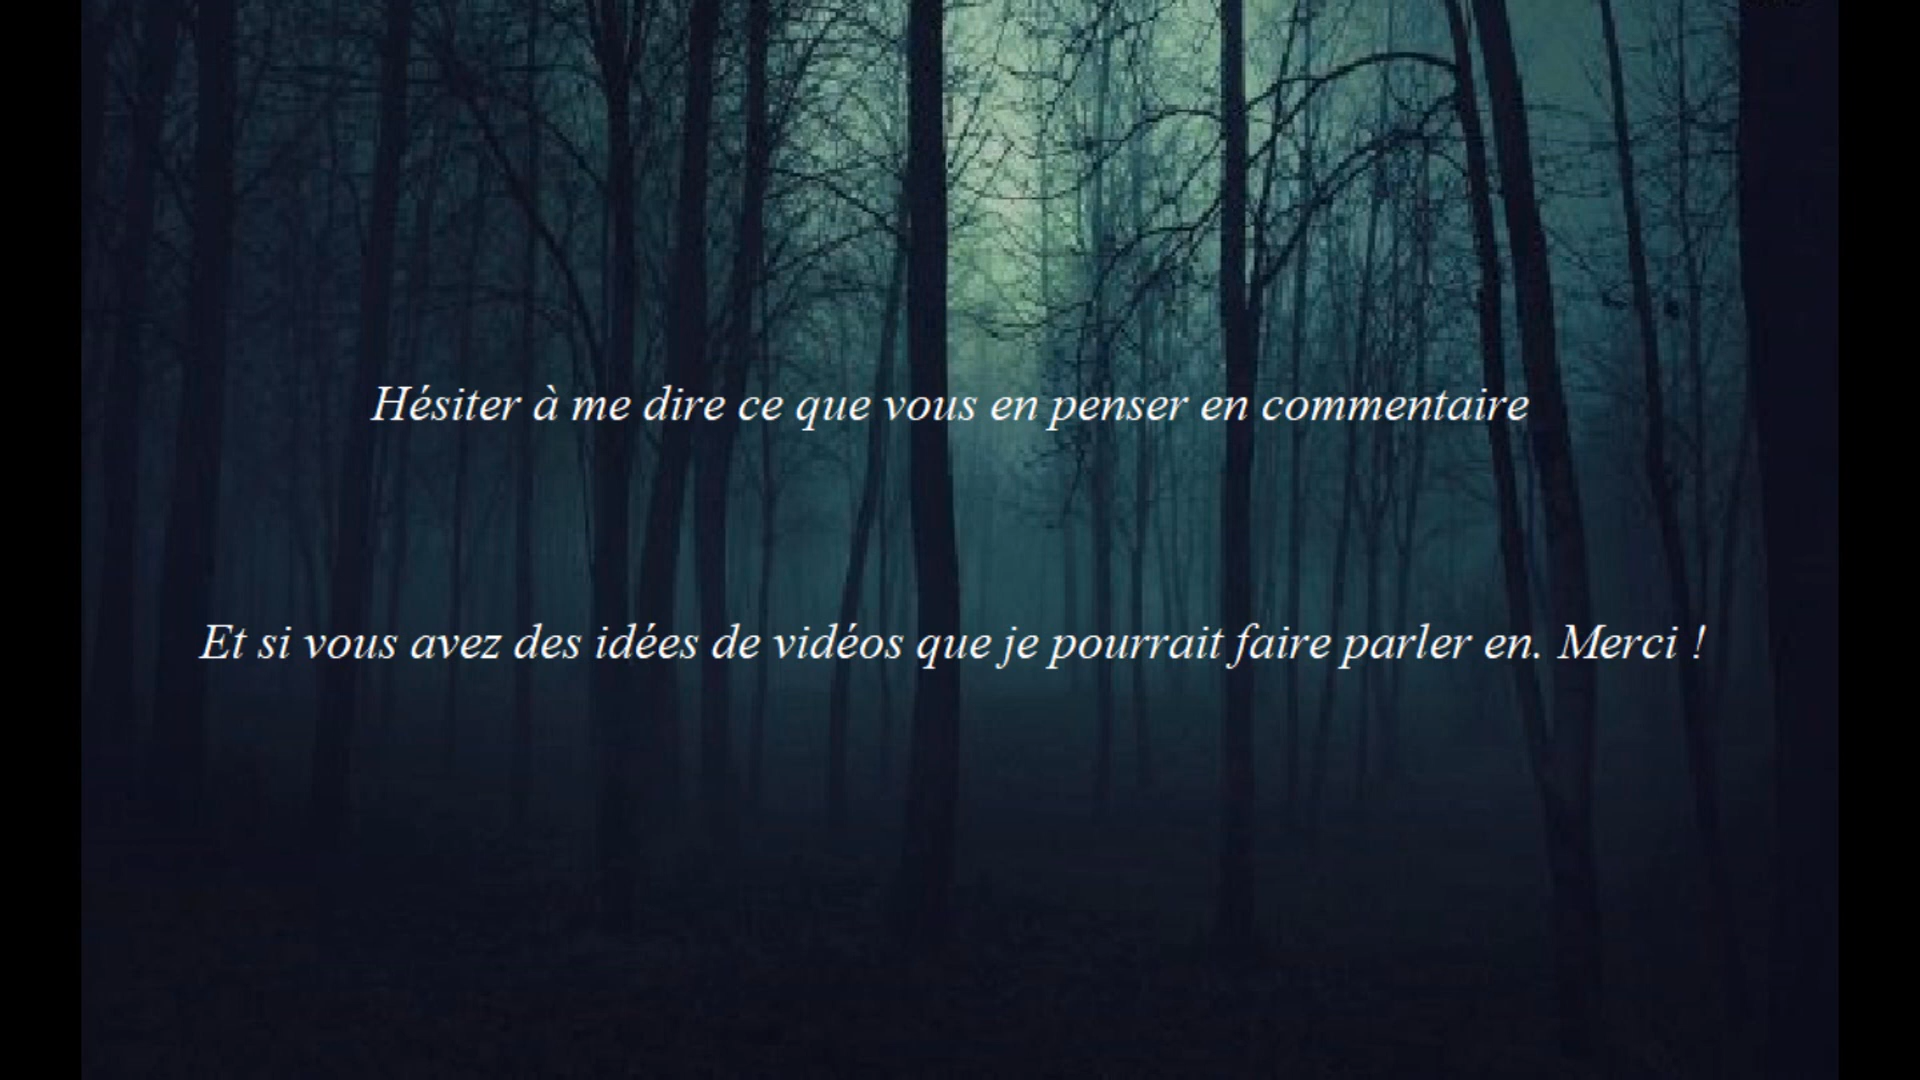 Hésiter à me dire ce que vous en penser en commentaire
Et si vous avez des idées de vidéos que je pourrait faire parler en. Merci !